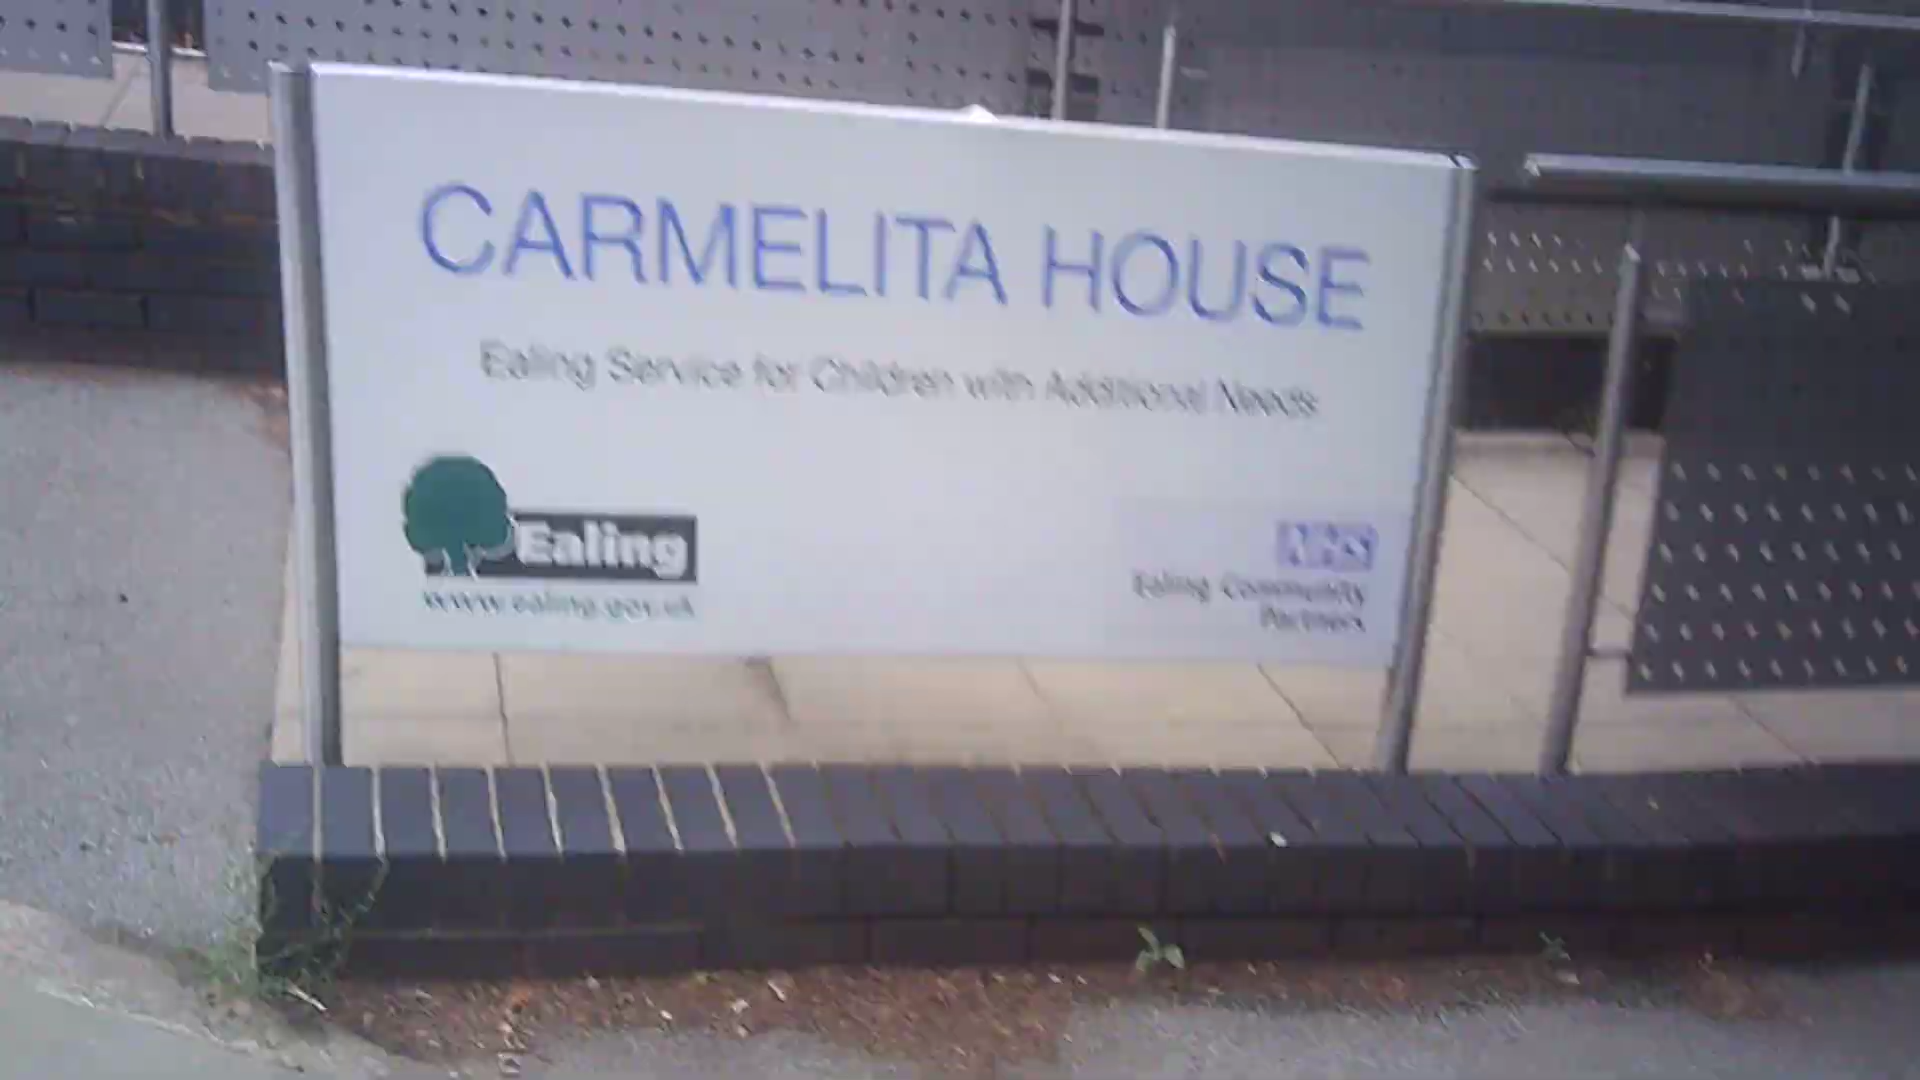 CARMELITA HOUSE
Ealing Service for Children with Additional Needs
Ealing
www.ealing.gov.uk
NHS
Ealing Community
Partners